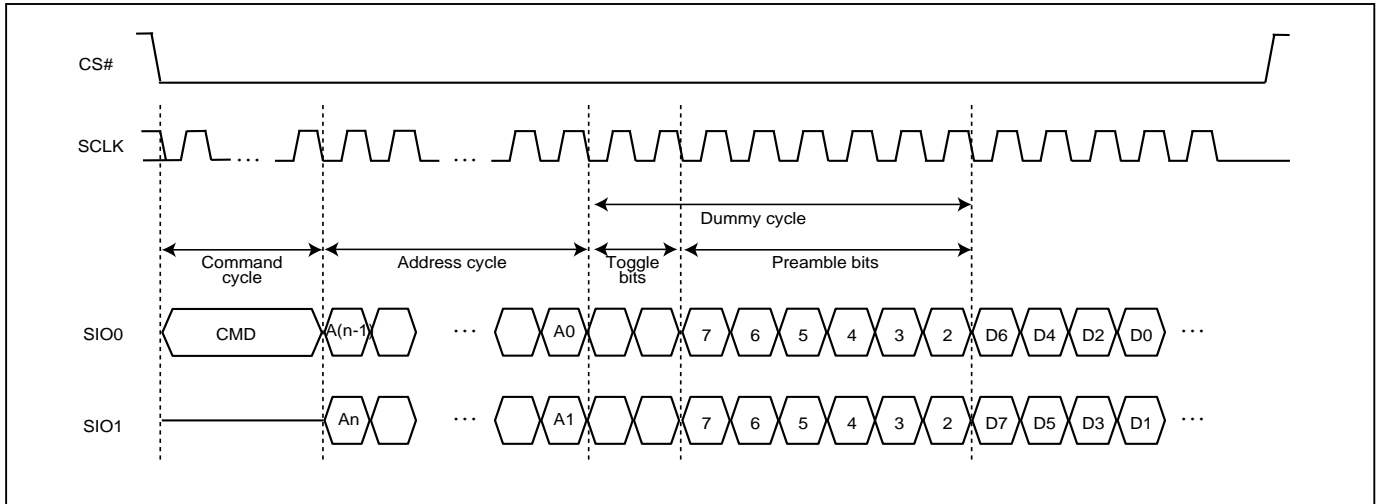 CS#
SCLK
…
…
Dummy cycle
Command
cycle
Address cycle
Toggle
bits
Preamble bits
SIO0
CMD
A(n-1)
…
A0
7
6
5
4
3
2
D6
D4
D2
D0
…
SIO1
An
…
A1
7
6
5
4
3
2
D7
D5
D3
D1
…